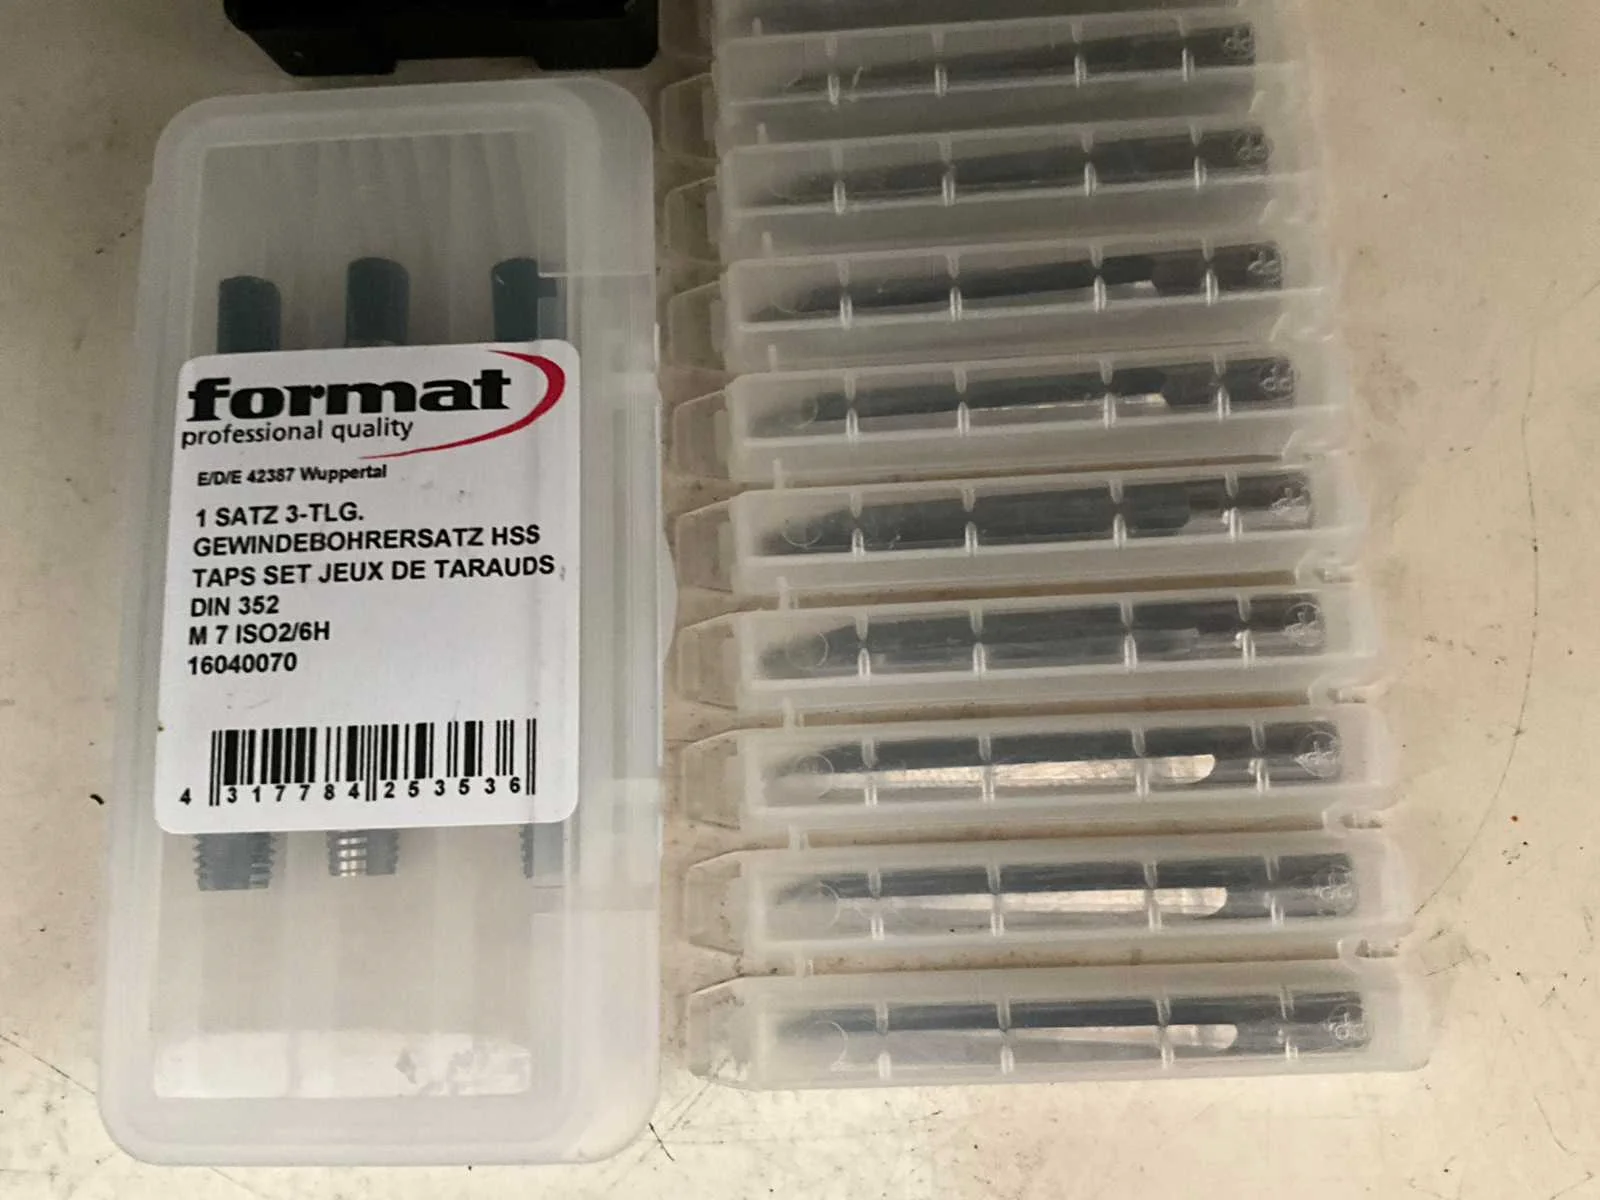 format
professional quality
E/D/E 42387 Wuppertal
1 SATZ 3-TLG.
GEWINDEBOHRERSATZ HSS
TAPS SET JEUX DE TARAUDS
DIN 352
M 7 ISO2/6H
16040070
4 317784 253536